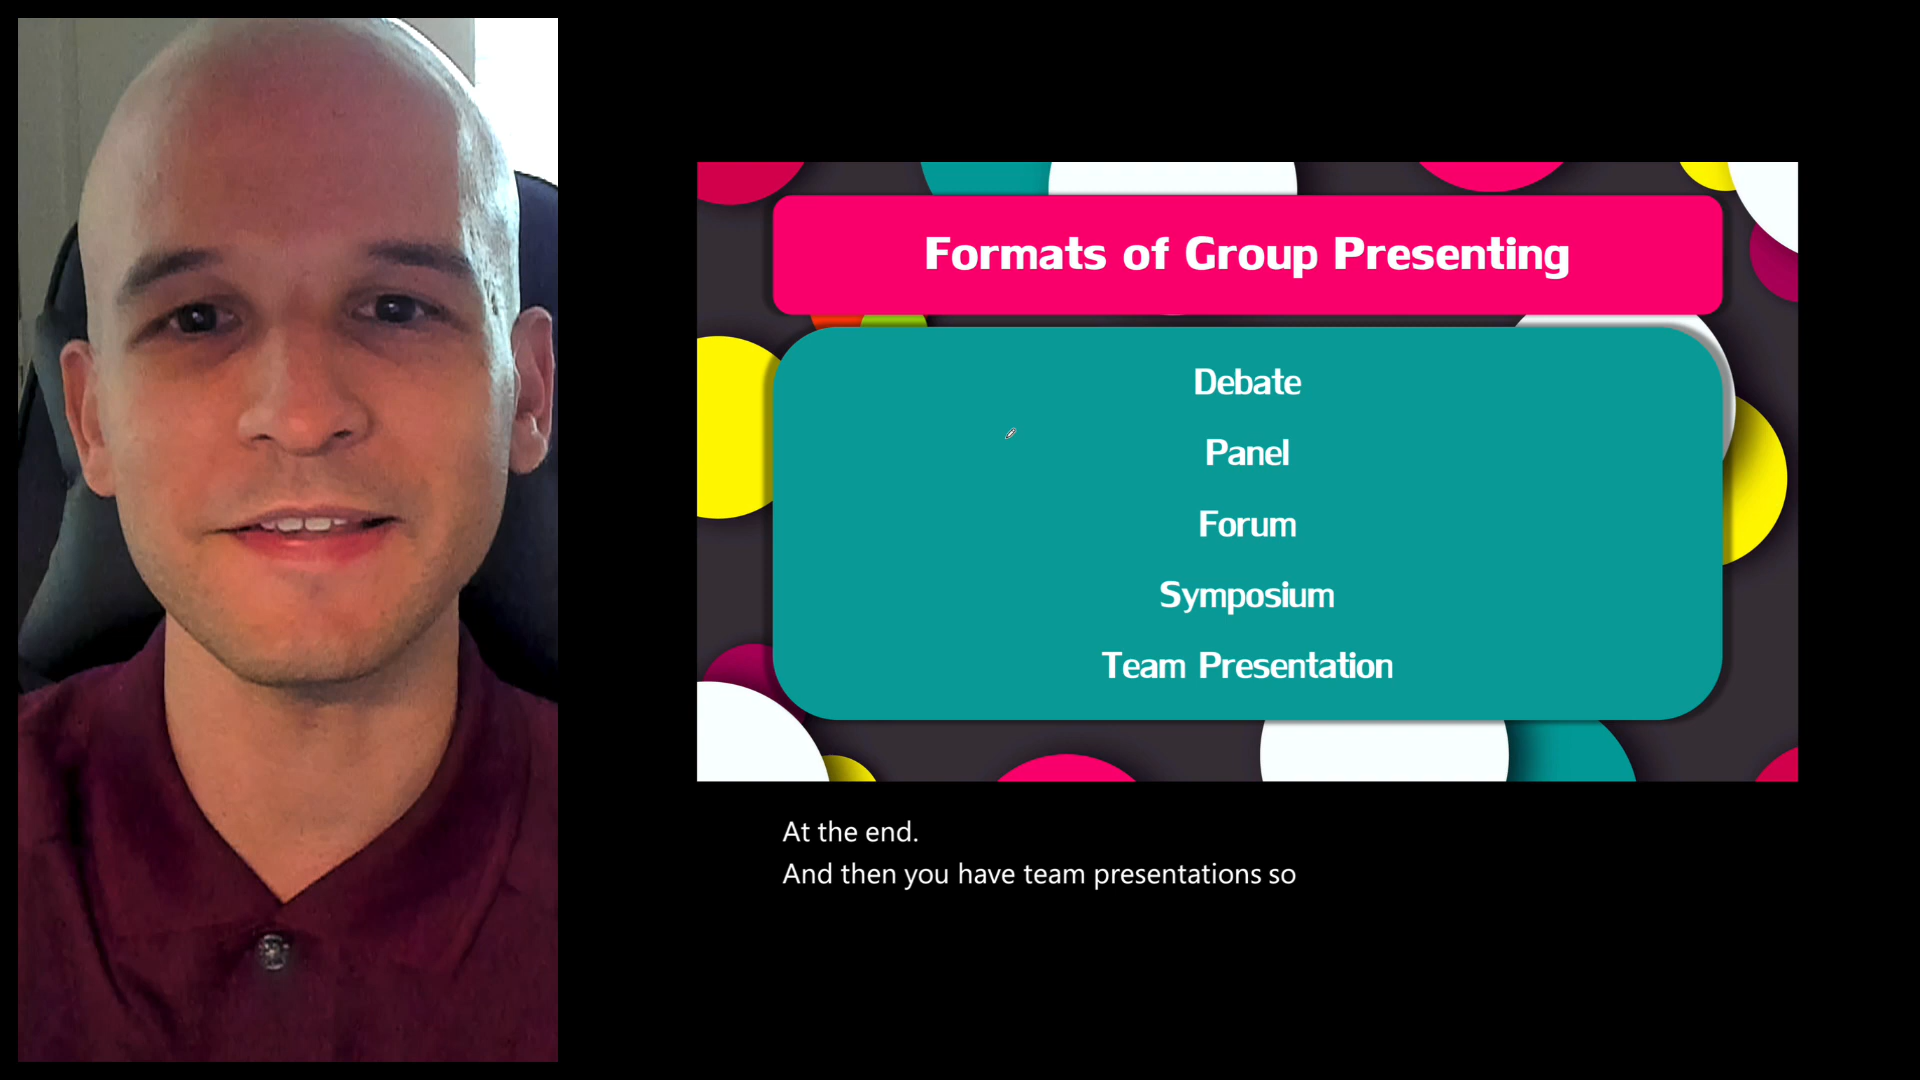 Formats of Group Presenting
Debate
Panel
Forum
Symposium
Team Presentation
At the end.
And then you have team presentations so